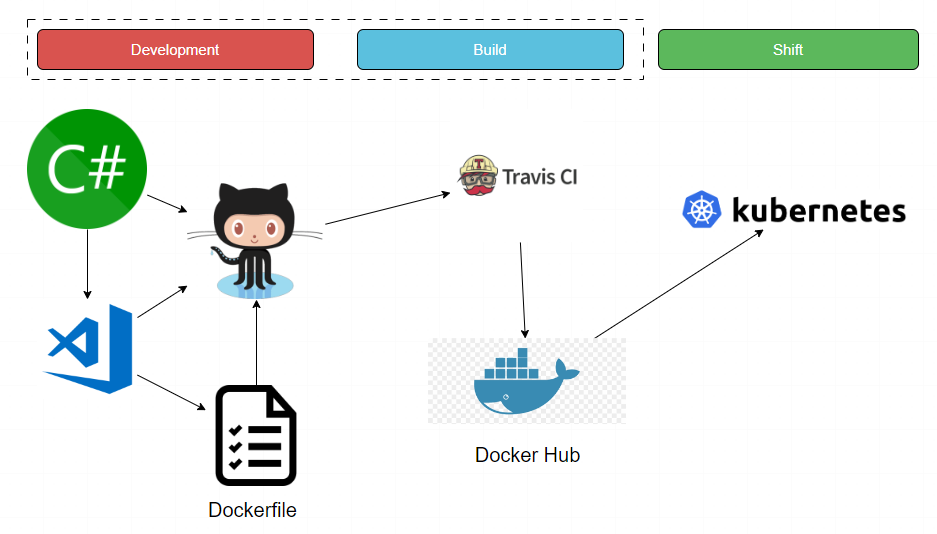 Development
Build
Shift
C#
T
Travis CI
kubernetes
Docker Hub
Dockerfile